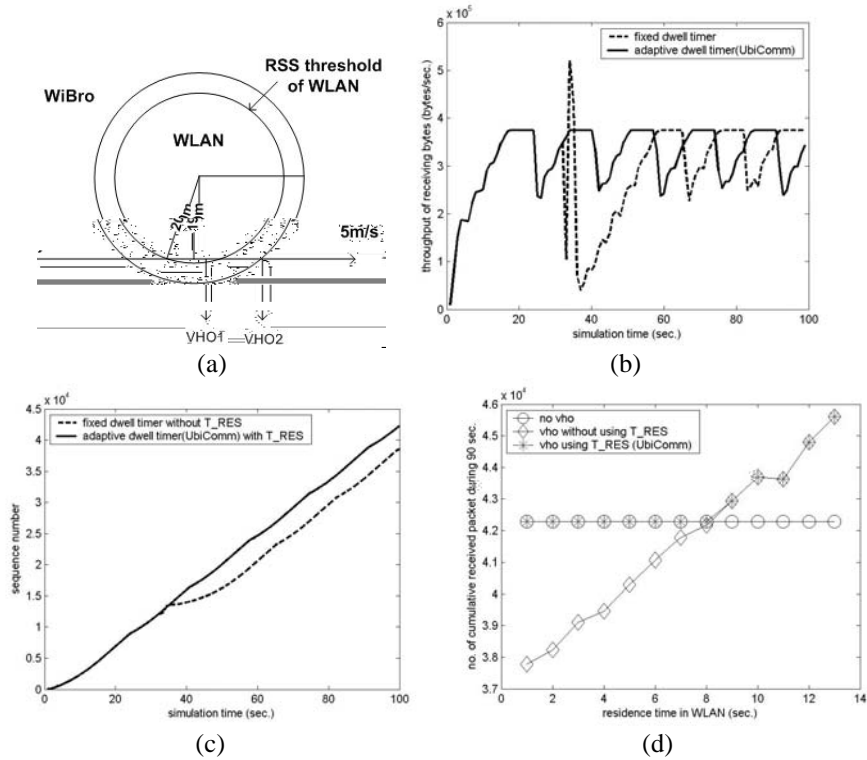 RSS threshold
of WLAN
WiBro
WLAN
20m
19m
5m/s
VHO1
VHO2
(a)
x 10^5
fixed dwell timer
adaptive dwell timer(UbiComm)
throughput of receiving bytes (bytes/sec.)
6
5
4
3
2
1
0
0 20 40 60 80 100
simulation time (sec.)
(b)
x 10^4
4.5
4
3.5
3
2.5
2
1.5
1
0.5
0
fixed dwell timer without T_RES
adaptive dwell timer(UbiComm) with T_RES
sequence number
0 20 40 60 80 100
simulation time (sec.)
(c)
x 10^4
4.6
4.5
4.4
4.3
4.2
4.1
4
3.9
3.8
3.7
no vho
vho without using T_RES
vho using T_RES (UbiComm)
no. of cumulative received packet during 90 sec.
0 2 4 6 8 10 12 14
residence time in WLAN (sec.)
(d)